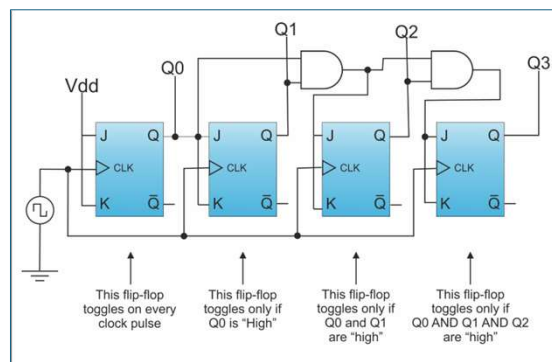 Q1
Q2
Q0
Q3
Vdd
J Q
CLK
K Q̅
J Q
CLK
K Q̅
J Q
CLK
K Q̅
J Q
CLK
K Q̅
This flip-flop
toggles on every
clock pulse
This flip-flop
toggles only if
Q0 is "High"
This flip-flop
toggles only if
Q0 and Q1
are "high"
This flip-flop
toggles only if
Q0 AND Q1 AND Q2
are "high"